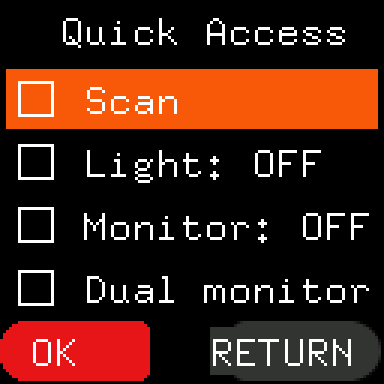 Quick Access
Scan
Light: OFF
Monitor: OFF
Dual monitor
OK RETURN